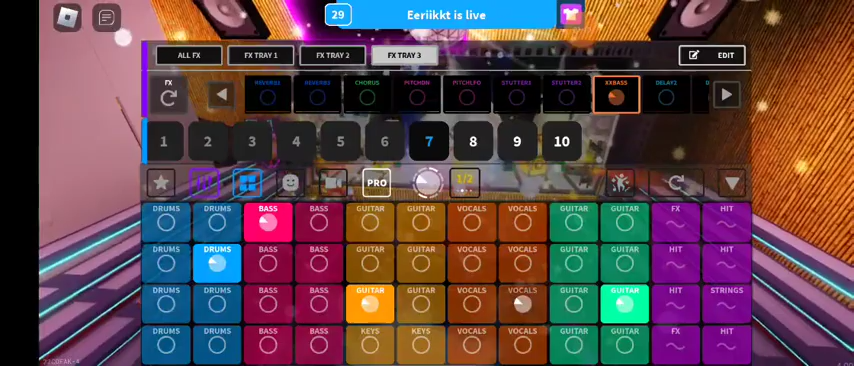 29 Eeriikkt is live
ALL FX FX TRAY 1 FX TRAY 2 FX TRAY 3 EDIT
FX REVERB2 CHORUS PITCHDN PITCHLFO STUTTER1 XXBASS DELAY2
1 2 3 4 5 6 7 8 9 10
PRO 1/2
DRUMS DRUMS BASS BASS GUITAR GUITAR VOCALS VOCALS GUITAR GUITAR FX HIT
DRUMS DRUMS BASS BASS GUITAR GUITAR VOCALS VOCALS GUITAR GUITAR HIT HIT
DRUMS DRUMS BASS BASS GUITAR GUITAR VOCALS VOCALS GUITAR GUITAR HIT STRINGS
DRUMS DRUMS BASS BASS KEYS KEYS VOCALS VOCALS GUITAR GUITAR FX HIT